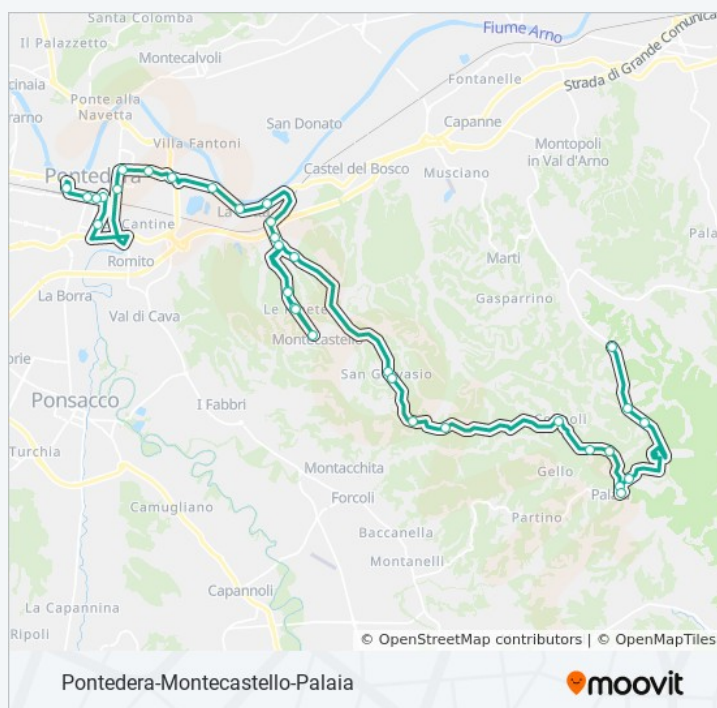 Santa Colomba
Fiume Arno
Il Palazzetto
Montecalvoli
Strada di Grande Comunica
Fontanelle
cinaia
Ponte alla
Navetta
rarno
San Donato
Capanne
Villa Fantoni
Montopoli
in Val d'Arno
Pontedera
Castel del Bosco
Musciano
La
Cantine
Pala
Romito
Marti
La Borra
Val di Cava
Gasparrino
Montecastello
orie
San Gervasio
Ponsacco
I Fabbri
Turchia
Montacchita
Gello
Forcoli
Palaia
Camugliano
Partino
Baccanella
Montanelli
Capannoli
La Capannina
Ripoli
© OpenStreetMap contributors | © OpenMapTiles
Pontedera-Montecastello-Palaia
moovit